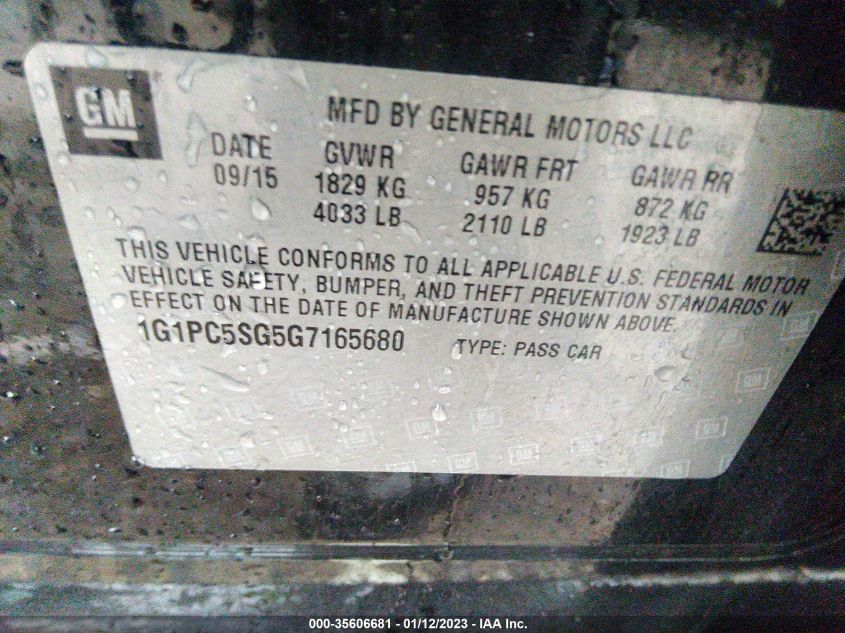 GM
MFD BY GENERAL MOTORS LLC
DATE GVWR GAWR FRT GAWR RR
09/15 1829 KG 957 KG 872 KG
4033 LB 2110 LB 1923 LB
THIS VEHICLE CONFORMS TO ALL APPLICABLE U.S. FEDERAL MOTOR
VEHICLE SAFETY, BUMPER, AND THEFT PREVENTION STANDARDS IN
EFFECT ON THE DATE OF MANUFACTURE SHOWN ABOVE.
1G1PC5SG5G7165680 TYPE: PASS CAR
000-35606681 - 01/12/2023 - IAA Inc.